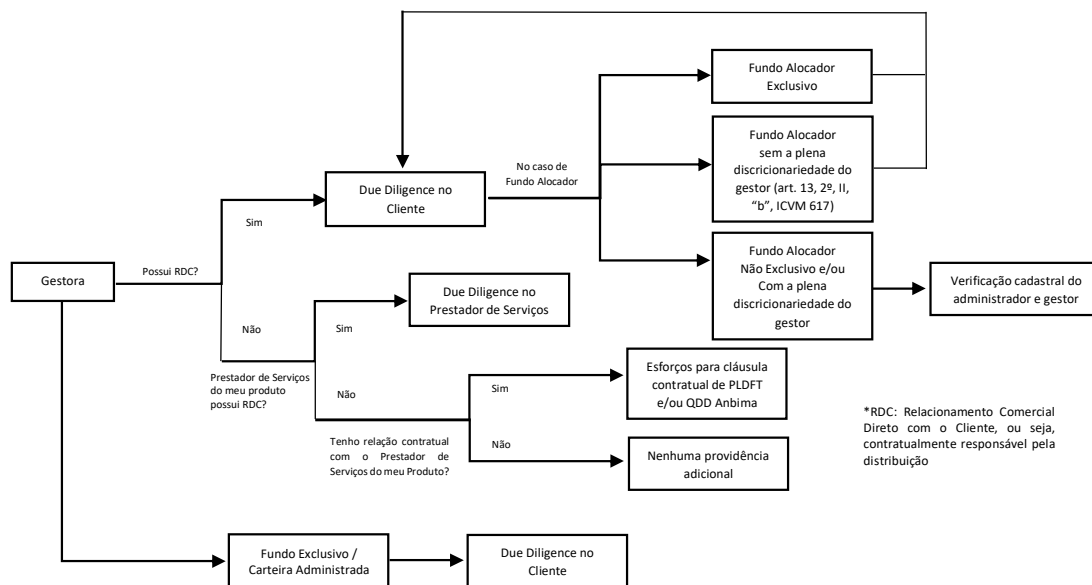 Fundo Alocador
Exclusivo
Fundo Alocador
sem a plena
discricionariedade do
gestor (art. 13, 2º, II,
“b”, ICVM 617)
No caso de
Fundo Alocador
Due Diligence no
Cliente
Sim
Fundo Alocador
Não Exclusivo e/ou
Com a plena
discricionariedade do
gestor
Verificação cadastral do
administrador e gestor
Gestora
Possui RDC?
Due Diligence no
Prestador de Serviços
Não
Sim
Prestador de Serviços
do meu produto
possui RDC?
Não
Sim
Esforços para cláusula
contratual de PLDFT
e/ou QDD Anbima
*RDC: Relacionamento Comercial
Direto com o Cliente, ou seja,
contratualmente responsável pela
distribuição
Tenho relação contratual
com o Prestador de
Serviços do meu Produto?
Não
Nenhuma providência
adicional
Fundo Exclusivo /
Carteira Administrada
Due Diligence no
Cliente